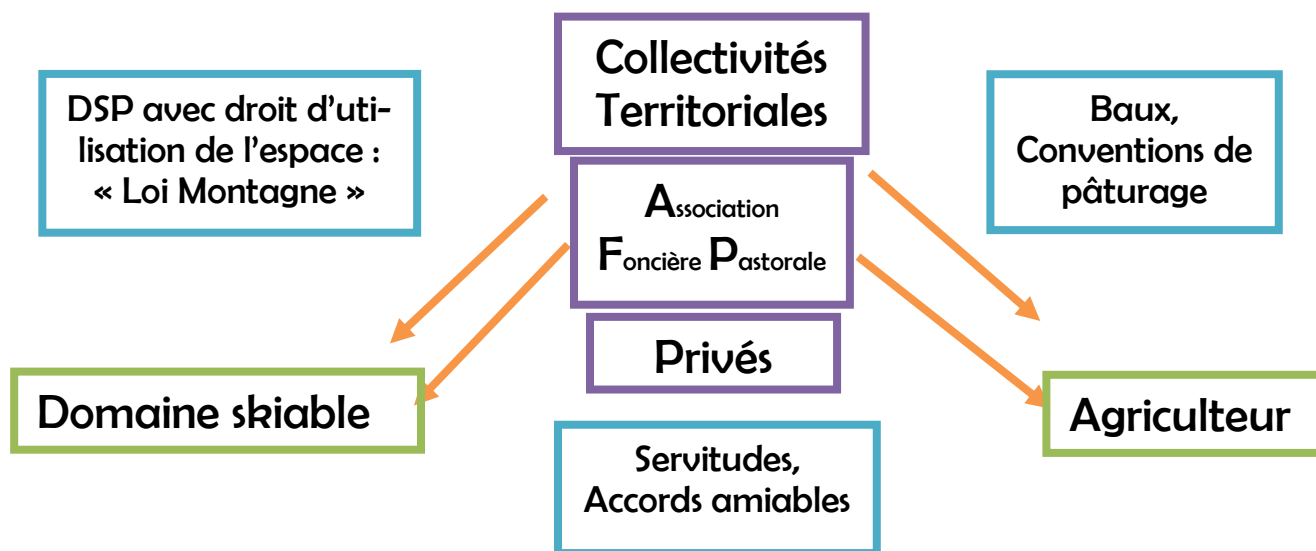 Collectivités
Territoriales
DSP avec droit d’uti-
lisation de l’espace :
« Loi Montagne »
Baux,
Conventions de
pâturage
Association
Foncière Pastorale
Privés
Domaine skiable
Agriculteur
Servitudes,
Accords amiables